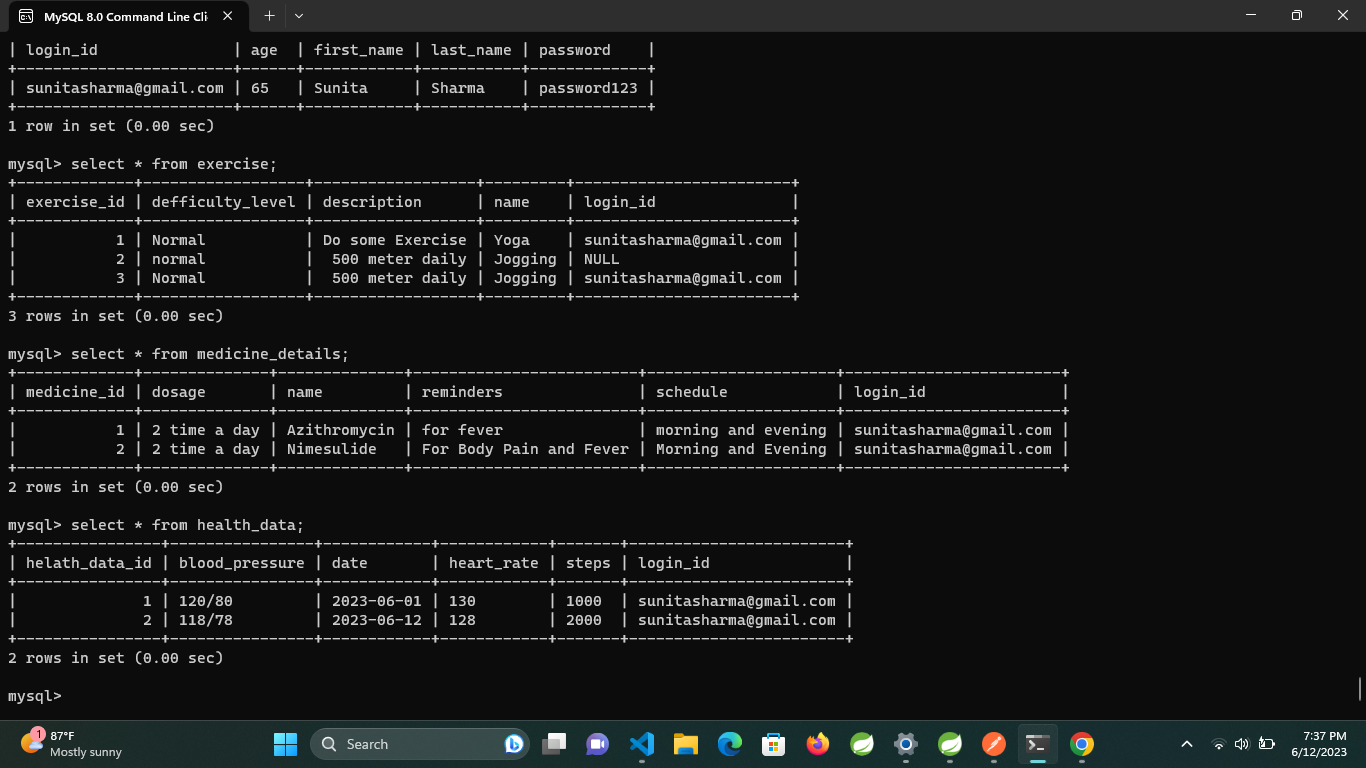 MySQL 8.0 Command Line Cli
| login_id               | age  | first_name | last_name | password    |
+------------------------+------+------------+-----------+-------------+
| sunitasharma@gmail.com | 65   | Sunita     | Sharma    | password123 |
+------------------------+------+------------+-----------+-------------+
1 row in set (0.00 sec)
mysql> select * from exercise;
+-------------+------------------+------------------+---------+------------------------+
| exercise_id | defficulty_level | description      | name    | login_id               |
+-------------+------------------+------------------+---------+------------------------+
|           1 | Normal           | Do some Exercise | Yoga    | sunitasharma@gmail.com |
|           2 | normal           |  500 meter daily | Jogging | NULL                   |
|           3 | Normal           |  500 meter daily | Jogging | sunitasharma@gmail.com |
+-------------+------------------+------------------+---------+------------------------+
3 rows in set (0.00 sec)
mysql> select * from medicine_details;
+-------------+--------------+--------------+-------------------------+---------------------+------------------------+
| medicine_id | dosage       | name         | reminders               | schedule            | login_id               |
+-------------+--------------+--------------+-------------------------+---------------------+------------------------+
|           1 | 2 time a day | Azithromycin | for fever               | morning and evening | sunitasharma@gmail.com |
|           2 | 2 time a day | Nimesulide   | For Body Pain and Fever | Morning and Evening | sunitasharma@gmail.com |
+-------------+--------------+--------------+-------------------------+---------------------+------------------------+
2 rows in set (0.00 sec)
mysql> select * from health_data;
+----------------+----------------+------------+------------+-------+------------------------+
| helath_data_id | blood_pressure | date       | heart_rate | steps | login_id               |
+----------------+----------------+------------+------------+-------+------------------------+
|              1 | 120/80         | 2023-06-01 | 130        | 1000  | sunitasharma@gmail.com |
|              2 | 118/78         | 2023-06-12 | 128        | 2000  | sunitasharma@gmail.com |
+----------------+----------------+------------+------------+-------+------------------------+
2 rows in set (0.00 sec)
mysql>
1
87°F
Mostly sunny
Search
7:37 PM
6/12/2023